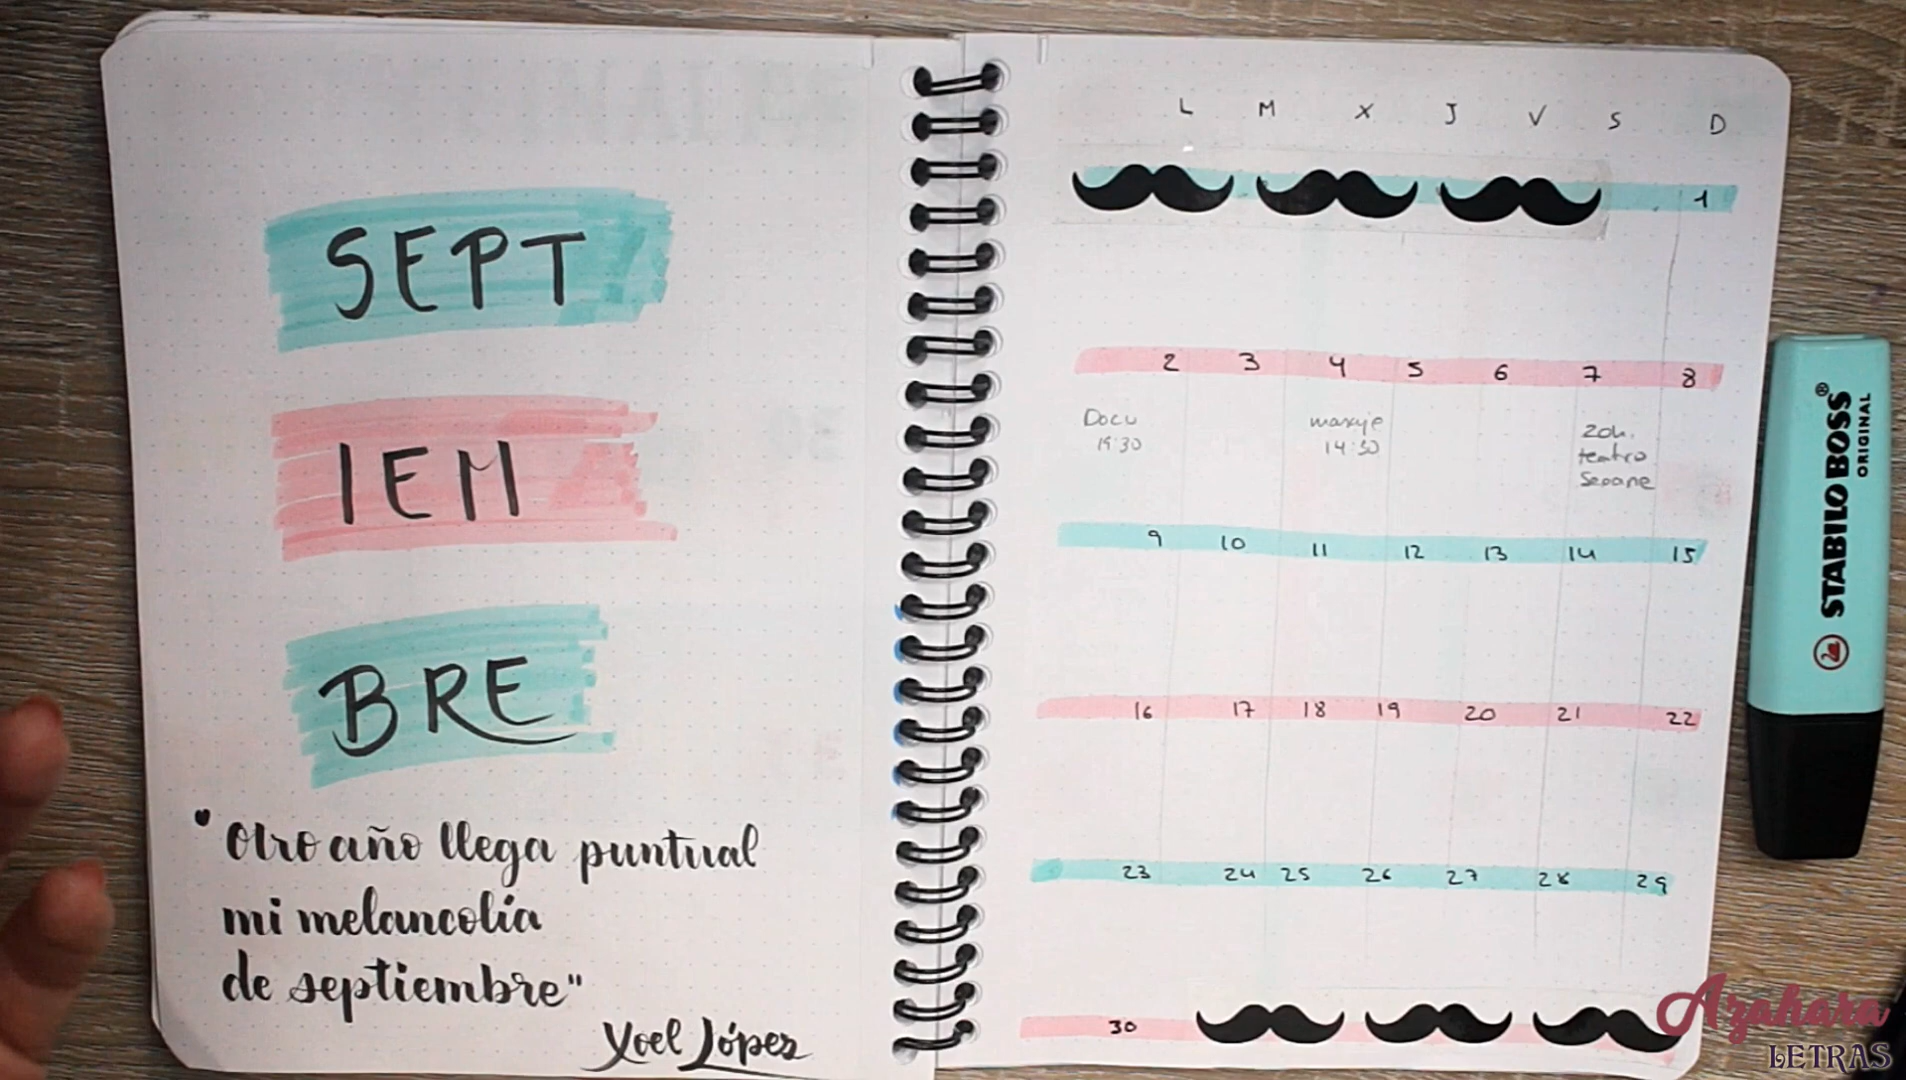 SEPT
IEM
BRE
"Otro año llega puntual
mi melancolía
de septiembre"
Yoel López
L M X J V S D
1
2 3 4 5 6 7 8
Docu
19:30
masaje
14:30
20h.
teatro
Seoane
9 10 11 12 13 14 15
16 17 18 19 20 21 22
23 24 25 26 27 28 29
30
STABILO BOSS®
ORIGINAL
Azahara
LETRAS